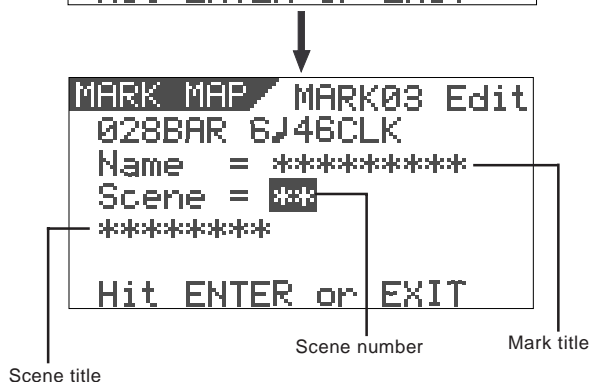 Hit ENTER or EXIT
MARK MAP MARK03 Edit
028BAR 6♩46CLK
Name = *********
Scene = **
********
Hit ENTER or EXIT
Mark title
Scene number
Scene title